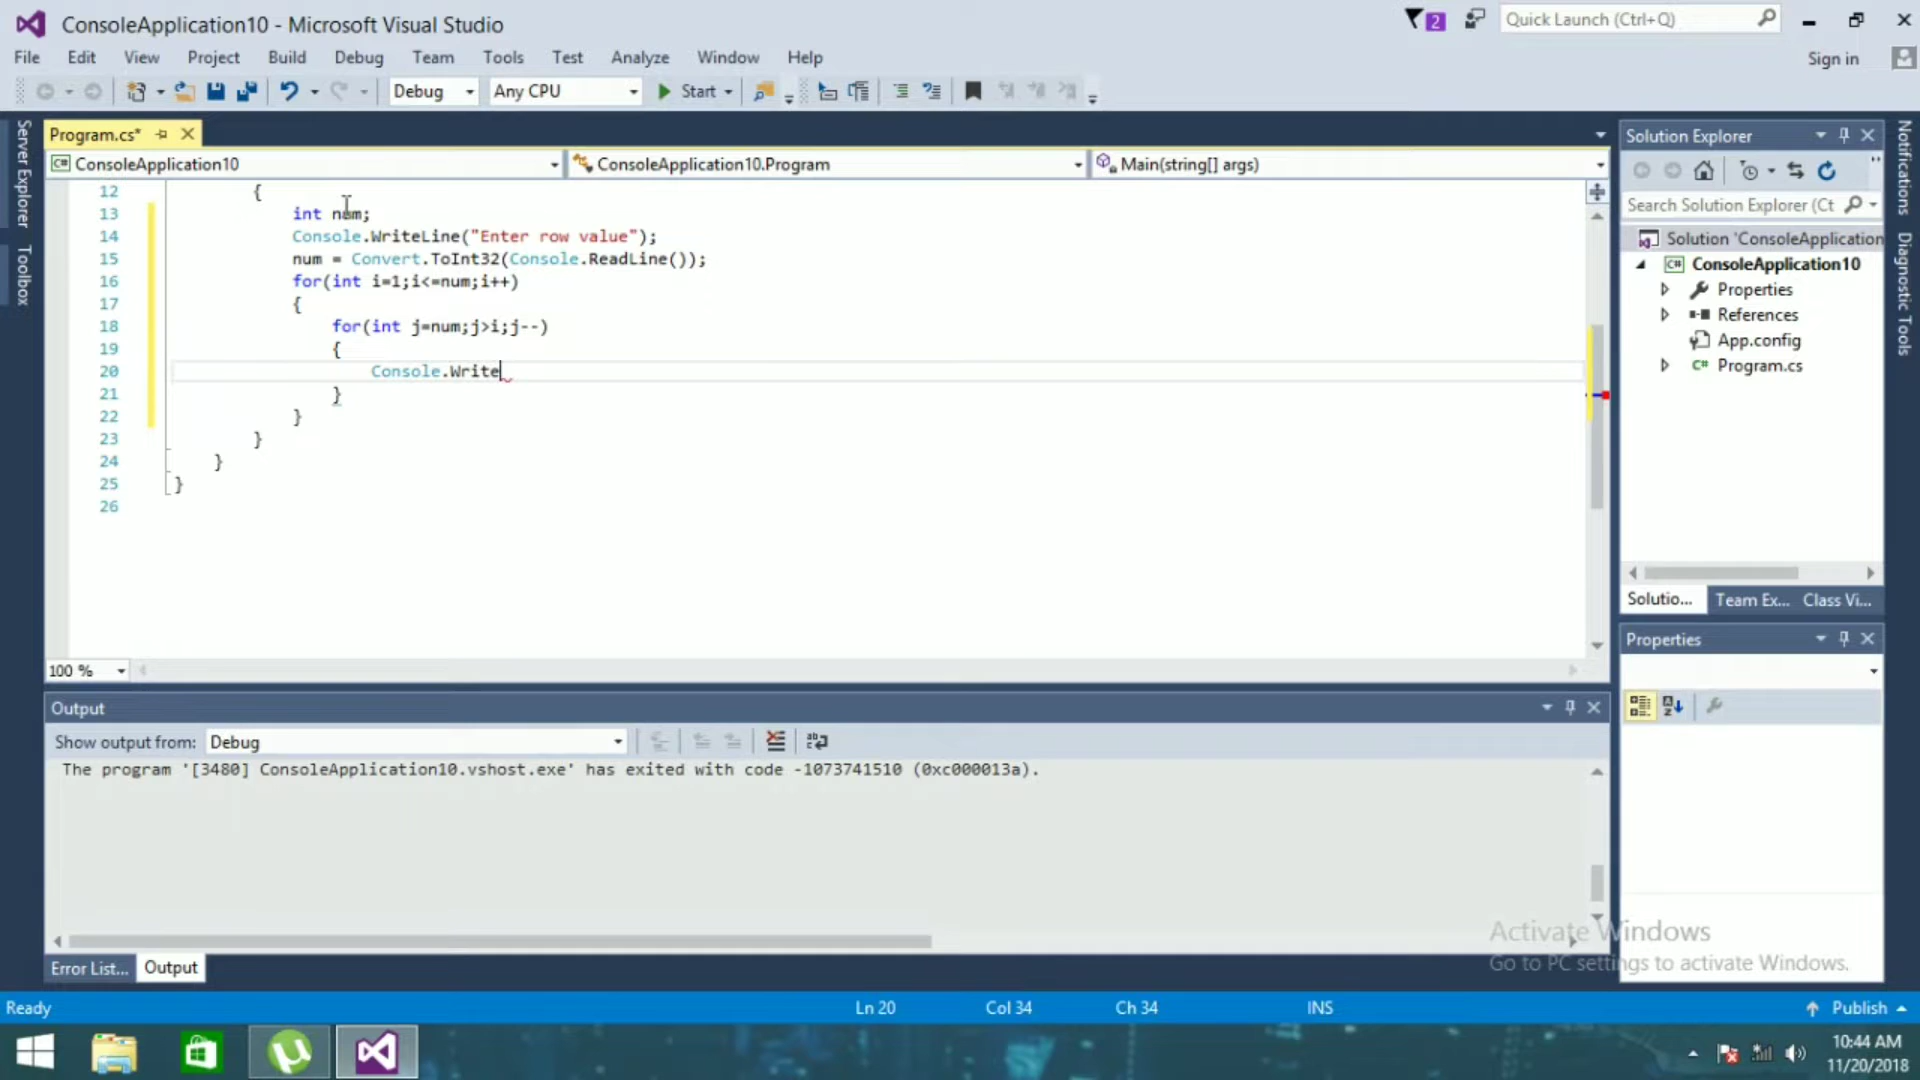 ConsoleApplication10 - Microsoft Visual Studio
2
Quick Launch (Ctrl+Q)
File Edit View Project Build Debug Team Tools Test Analyze Window Help
Sign in
Debug Any CPU Start
Server Explorer
Toolbox
Program.cs*
ConsoleApplication10 ConsoleApplication10.Program Main(string[] args)
12 {
13 int num;
14 Console.WriteLine("Enter row value");
15 num = Convert.ToInt32(Console.ReadLine());
16 for(int i=1;i<=num;i++)
17 {
18 for(int j=num;j>i;j--)
19 {
20 Console.Write
21 }
22 }
23 }
24 }
25 }
26
100 %
Solution Explorer
Search Solution Explorer (Ct
Solution 'ConsoleApplication
C# ConsoleApplication10
Properties
References
App.config
C# Program.cs
Solutio... Team Ex... Class Vi...
Properties
Notifications
Diagnostic Tools
Output
Show output from: Debug
The program '[3480] ConsoleApplication10.vshost.exe' has exited with code -1073741510 (0xc000013a).
Error List... Output
Activate Windows
Go to PC settings to activate Windows.
Ready Ln 20 Col 34 Ch 34 INS Publish
10:44 AM
11/20/2018